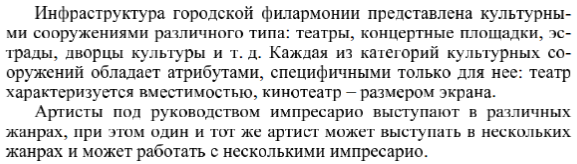 Инфраструктура городской филармонии представлена культурны-
ми сооружениями различного типа: театры, концертные площадки, эс-
трады, дворцы культуры и т. д. Каждая из категорий культурных со-
оружений обладает атрибутами, специфичными только для нее: театр
характеризуется вместимостью, кинотеатр – размером экрана.
Артисты под руководством импресарио выступают в различных
жанрах, при этом один и тот же артист может выступать в нескольких
жанрах и может работать с несколькими импресарио.